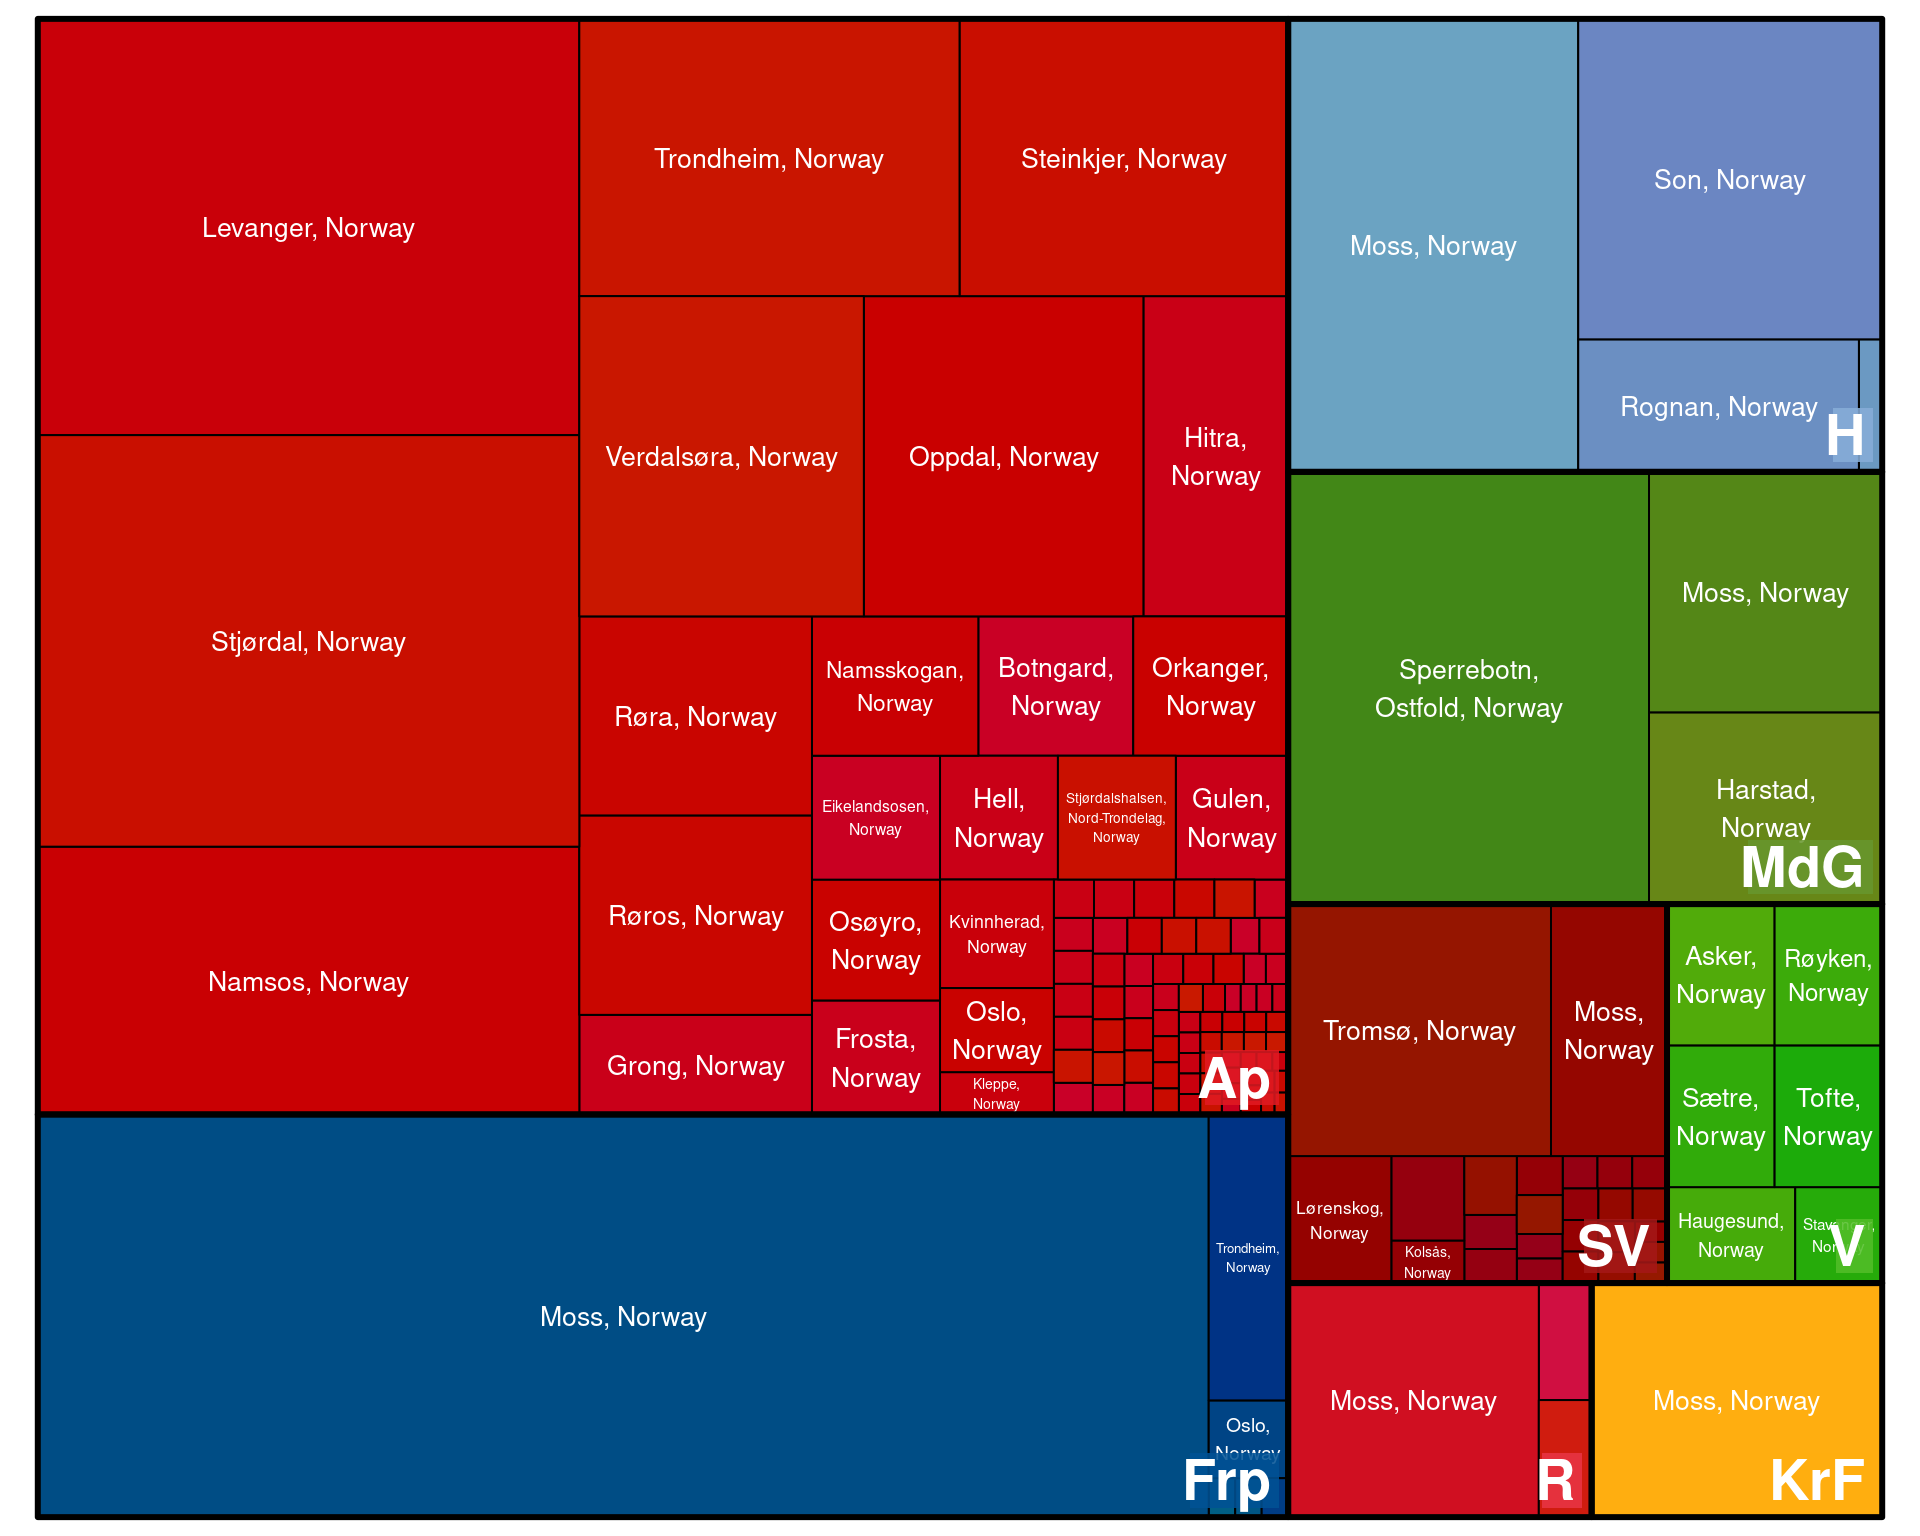 Levanger, Norway
Trondheim, Norway
Steinkjer, Norway
Stjørdal, Norway
Verdalsøra, Norway
Oppdal, Norway
Hitra,
Norway
Namsos, Norway
Røra, Norway
Namsskogan,
Norway
Botngard,
Norway
Orkanger,
Norway
Røros, Norway
Eikelandsosen,
Norway
Hell,
Norway
Stjørdalshalsen,
Nord-Trondelag,
Norway
Gulen,
Norway
Grong, Norway
Osøyro,
Norway
Kvinnherad,
Norway
Frosta,
Norway
Oslo,
Norway
Kleppe,
Norway
Ap
Moss, Norway
Trondheim,
Norway
Oslo,
Norway
Frp
Moss, Norway
Son, Norway
Rognan, Norway
H
Sperrebotn,
Ostfold, Norway
Moss, Norway
Harstad,
Norway
MdG
Tromsø, Norway
Moss,
Norway
Lørenskog,
Norway
Kolsås,
Norway
SV
Asker,
Norway
Røyken,
Norway
Sætre,
Norway
Tofte,
Norway
Haugesund,
Norway
Stavanger,
Norway
V
Moss, Norway
R
Moss, Norway
KrF